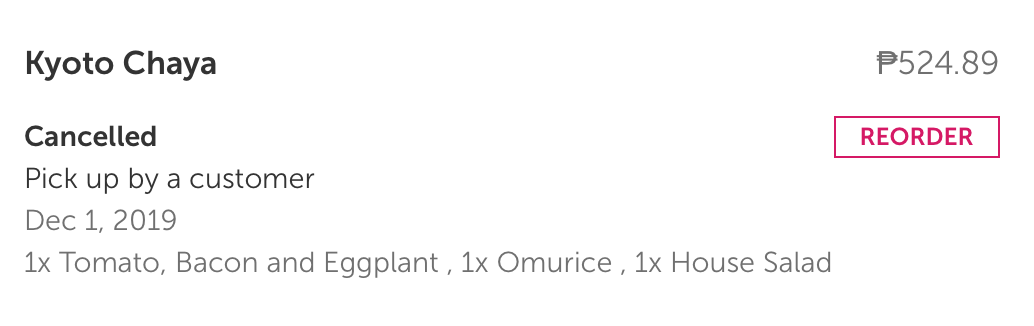 Kyoto Chaya
₱524.89
Cancelled
REORDER
Pick up by a customer
Dec 1, 2019
1x Tomato, Bacon and Eggplant , 1x Omurice , 1x House Salad